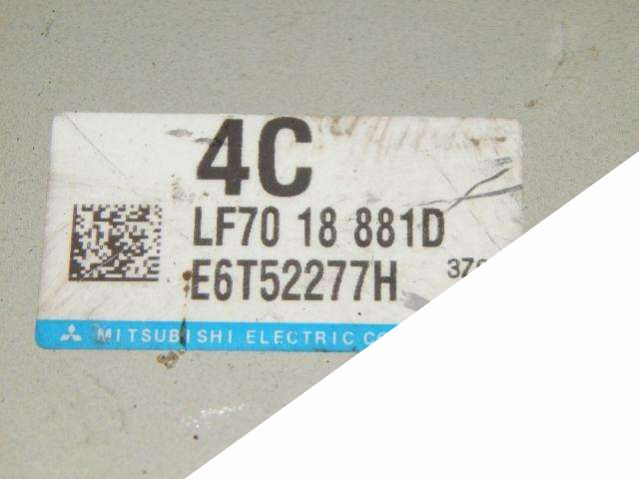 4C
LF70 18 881D
E6T52277H
MITSUBISHI ELECTRIC